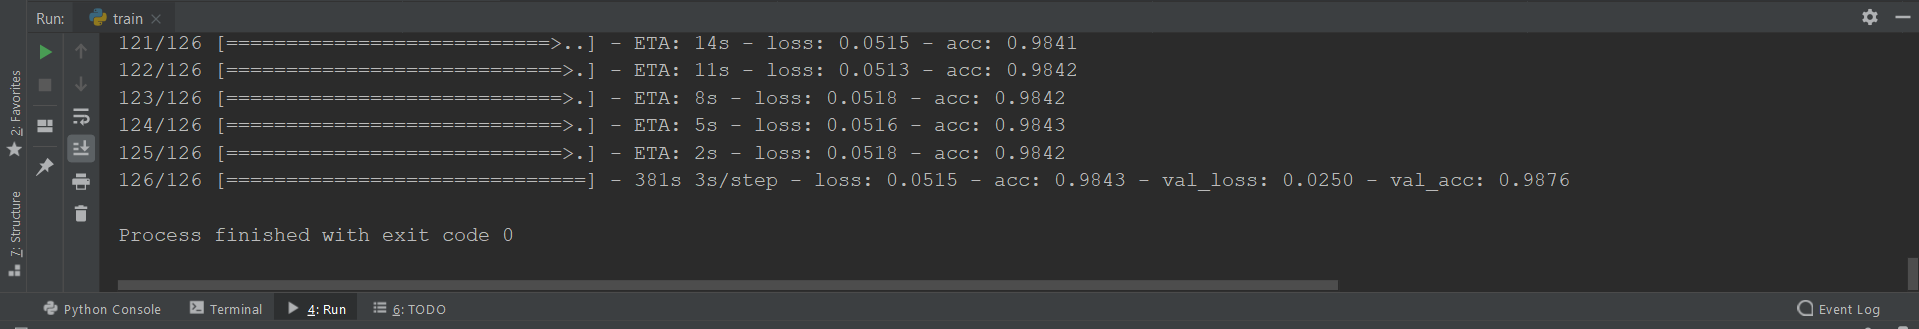 Run: train
121/126 [===========================>..] - ETA: 14s - loss: 0.0515 - acc: 0.9841
122/126 [============================>.] - ETA: 11s - loss: 0.0513 - acc: 0.9842
123/126 [============================>.] - ETA: 8s - loss: 0.0518 - acc: 0.9842
124/126 [============================>.] - ETA: 5s - loss: 0.0516 - acc: 0.9843
125/126 [============================>.] - ETA: 2s - loss: 0.0518 - acc: 0.9842
126/126 [==============================] - 381s 3s/step - loss: 0.0515 - acc: 0.9843 - val_loss: 0.0250 - val_acc: 0.9876
Process finished with exit code 0
2: Favorites
7: Structure
Python Console Terminal 4: Run 6: TODO Event Log